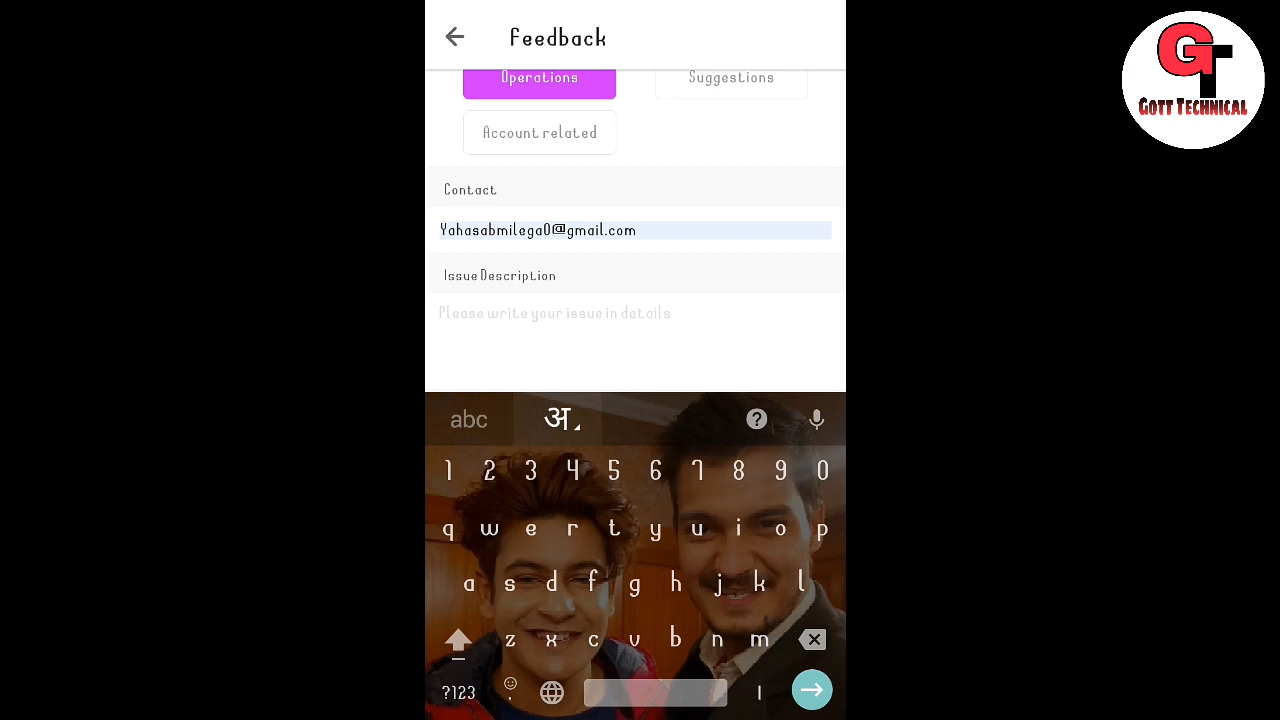 Feedback
Operations
Suggestions
Account related
Contact
Yahasabmilega0@gmail.com
Issue Description
Please write your issue in details
abc अ ?
1 2 3 4 5 6 7 8 9 0
q w e r t y u i o p
a s d f g h j k l
z x c v b n m
?123 , |
GT
GOTT TECHNICAL